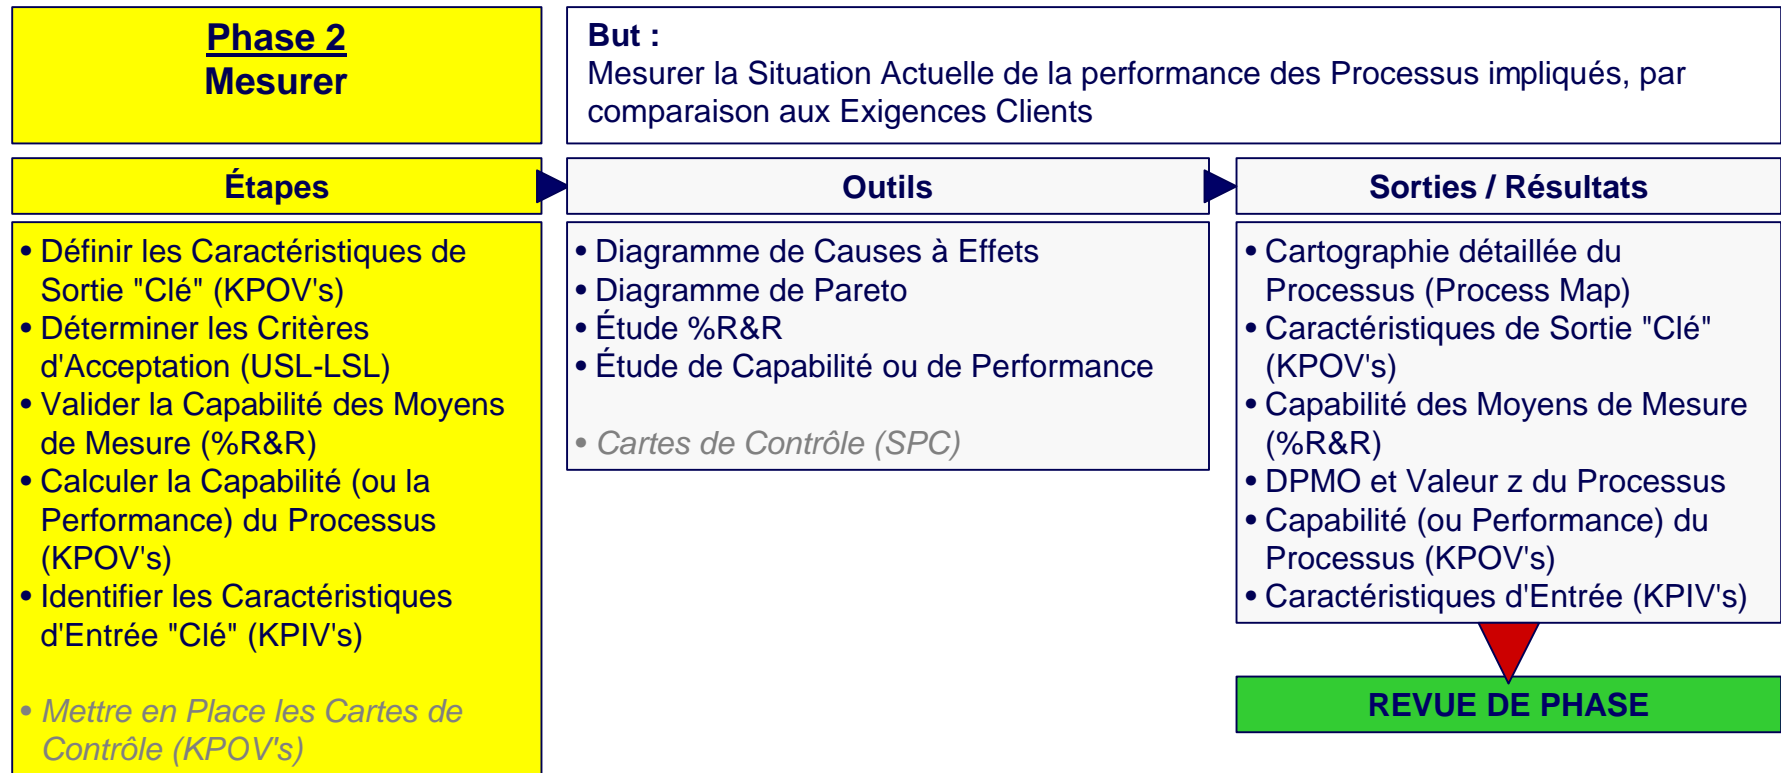 Phase 2
Mesurer
But :
Mesurer la Situation Actuelle de la performance des Processus impliqués, par
comparaison aux Exigences Clients
Étapes
• Définir les Caractéristiques de
Sortie "Clé" (KPOV's)
• Déterminer les Critères
d'Acceptation (USL-LSL)
• Valider la Capabilité des Moyens
de Mesure (%R&R)
• Calculer la Capabilité (ou la
Performance) du Processus
(KPOV's)
• Identifier les Caractéristiques
d'Entrée "Clé" (KPIV's)
• Mettre en Place les Cartes de
Contrôle (KPOV's)
Outils
• Diagramme de Causes à Effets
• Diagramme de Pareto
• Étude %R&R
• Étude de Capabilité ou de Performance
• Cartes de Contrôle (SPC)
Sorties / Résultats
• Cartographie détaillée du
Processus (Process Map)
• Caractéristiques de Sortie "Clé"
(KPOV's)
• Capabilité des Moyens de Mesure
(%R&R)
• DPMO et Valeur z du Processus
• Capabilité (ou Performance) du
Processus (KPOV's)
• Caractéristiques d'Entrée (KPIV's)
REVUE DE PHASE